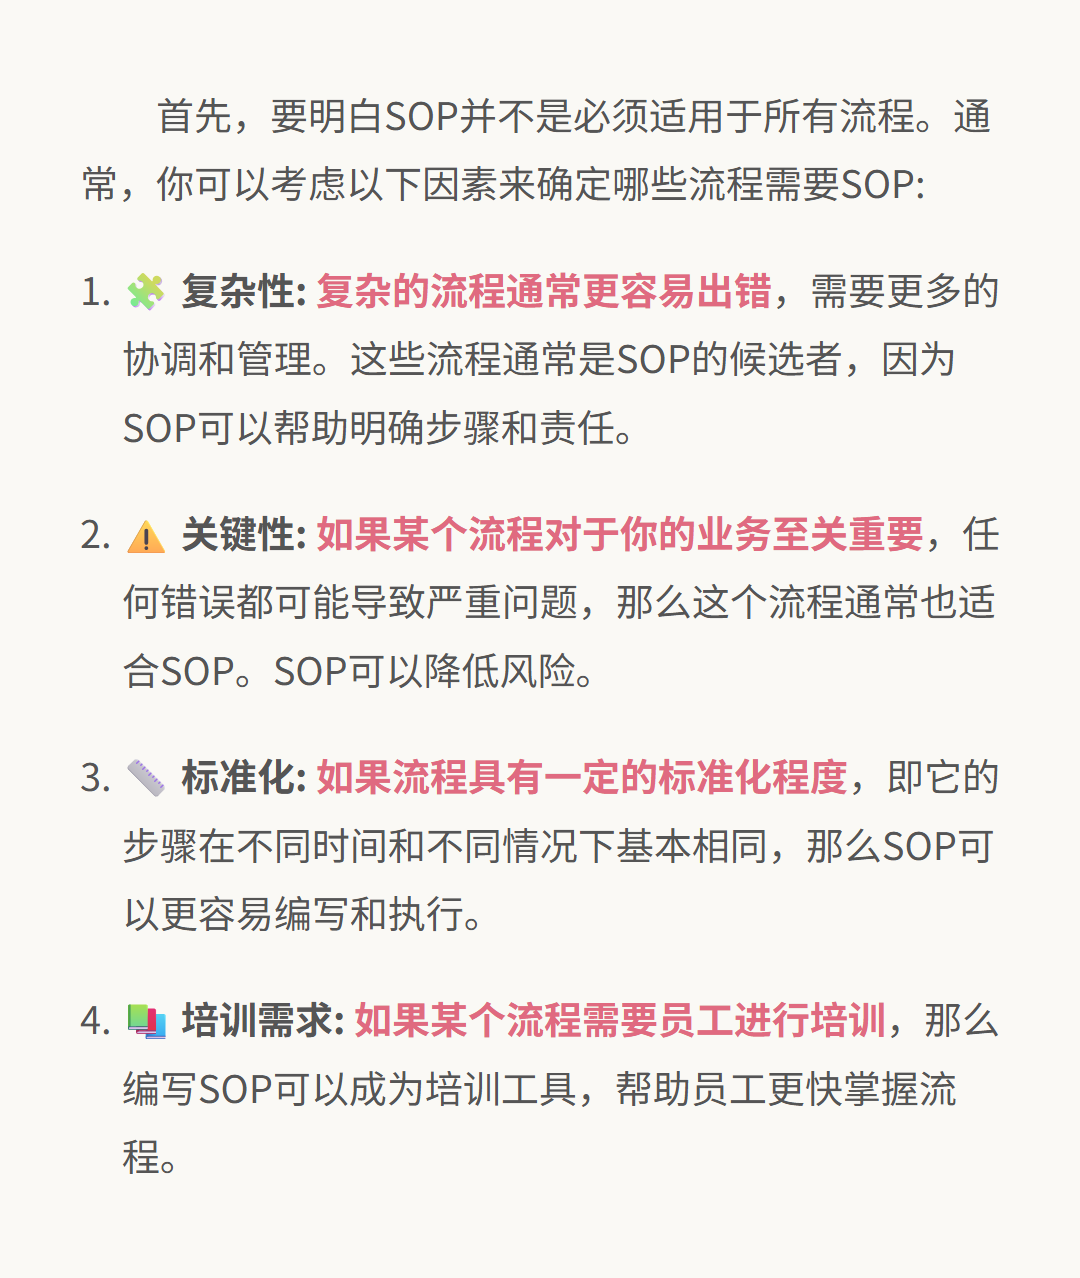 首先，要明白SOP并不是必须适用于所有流程。通
常，你可以考虑以下因素来确定哪些流程需要SOP:
1. 🧩 复杂性: 复杂的流程通常更容易出错，需要更多的
协调和管理。这些流程通常是SOP的候选者，因为
SOP可以帮助明确步骤和责任。
2. ⚠️ 关键性: 如果某个流程对于你的业务至关重要，任
何错误都可能导致严重问题，那么这个流程通常也适
合SOP。SOP可以降低风险。
3. 📏 标准化: 如果流程具有一定的标准化程度，即它的
步骤在不同时间和不同情况下基本相同，那么SOP可
以更容易编写和执行。
4. 📚 培训需求: 如果某个流程需要员工进行培训，那么
编写SOP可以成为培训工具，帮助员工更快掌握流
程。